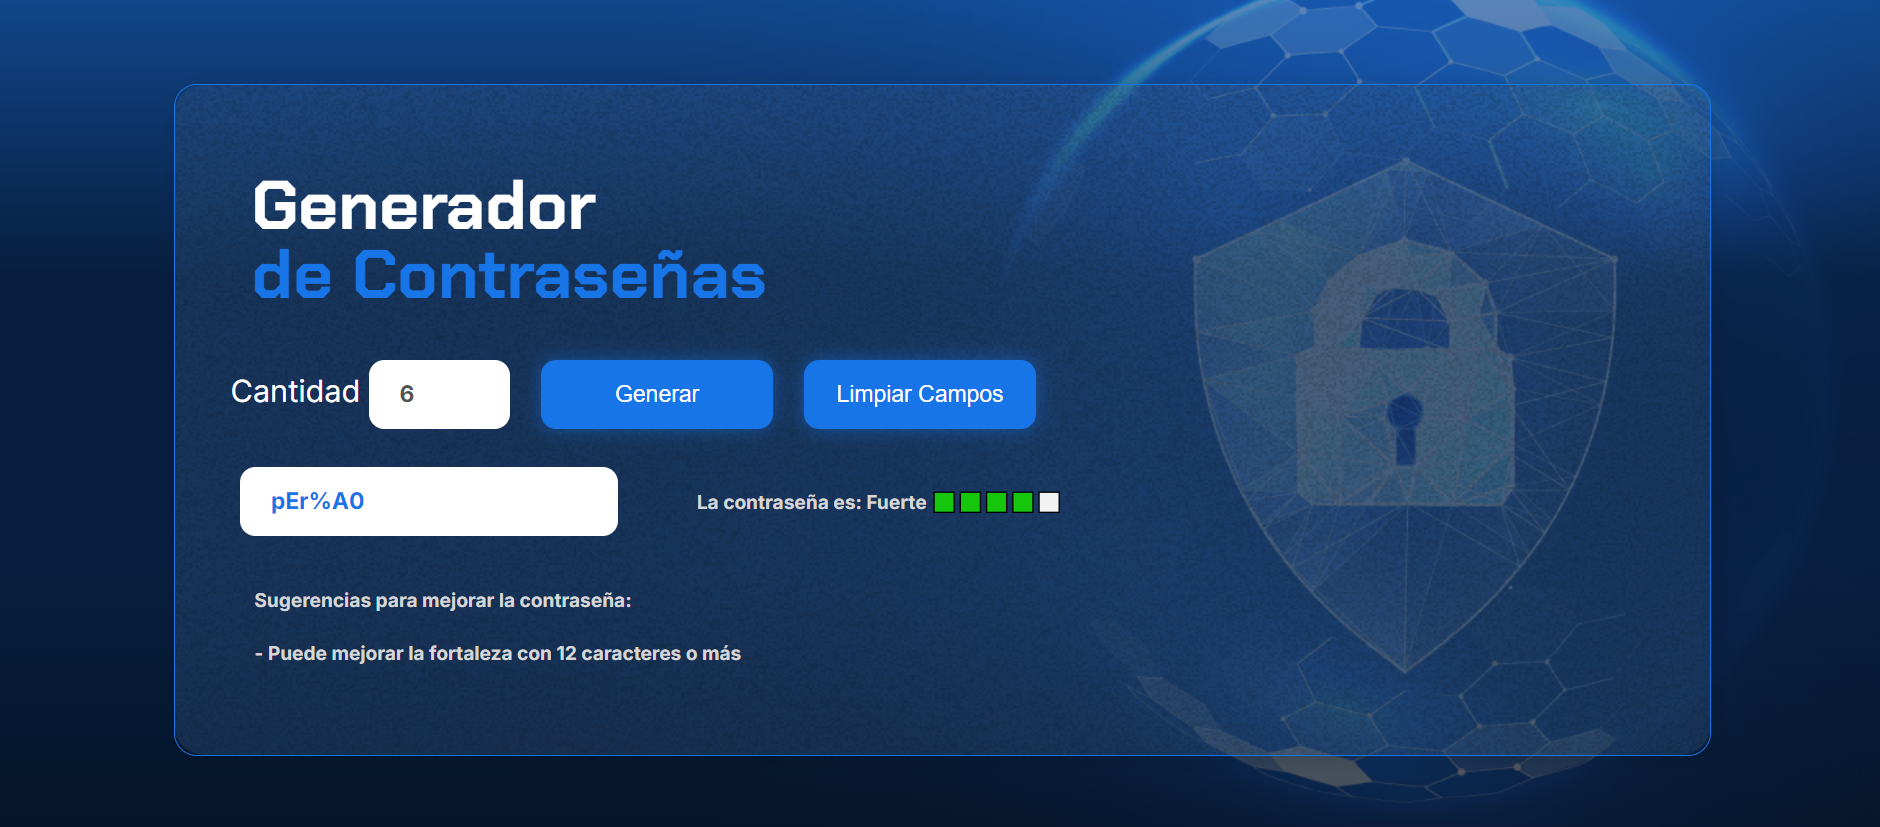 Generador
de Contraseñas
Cantidad 6 Generar Limpiar Campos
pEr%A0 La contraseña es: Fuerte
Sugerencias para mejorar la contraseña:
- Puede mejorar la fortaleza con 12 caracteres o más